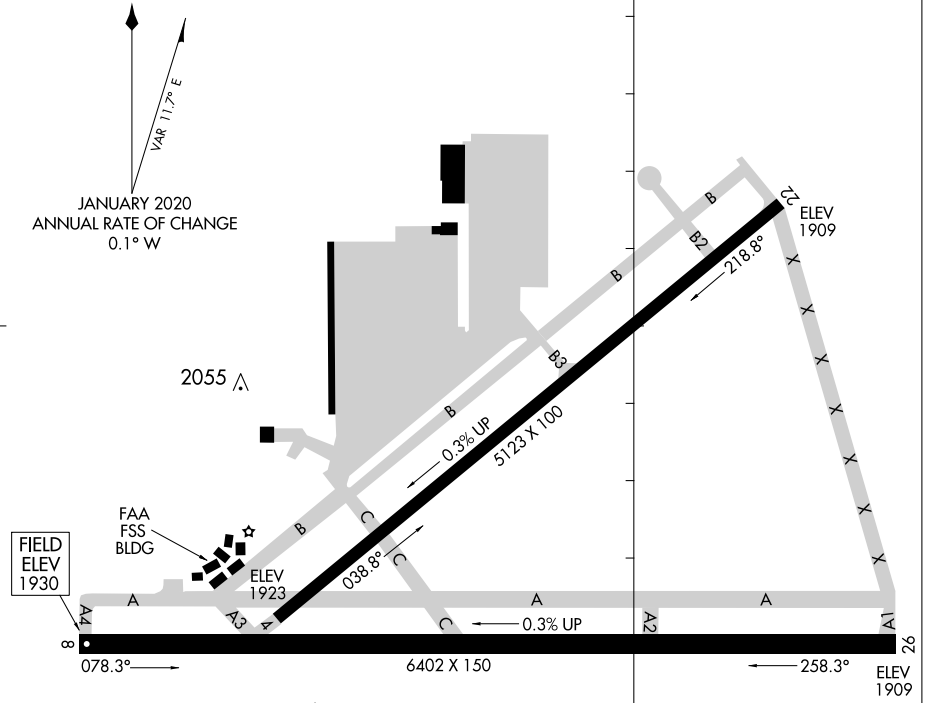 VAR 11.7° E
JANUARY 2020
ANNUAL RATE OF CHANGE
0.1° W
22
ELEV
1909
B
B2
218.8°
B
X
X
X
X
X
X
X
B3
2055
B
0.3% UP
5123 X 100
FAA
FSS
BLDG
B
C
C
038.8°
FIELD
ELEV
1930
ELEV
1923
A
A
A
A4
A3
4
C
0.3% UP
A2
A1
8
26
078.3°
6402 X 150
258.3°
ELEV
1909